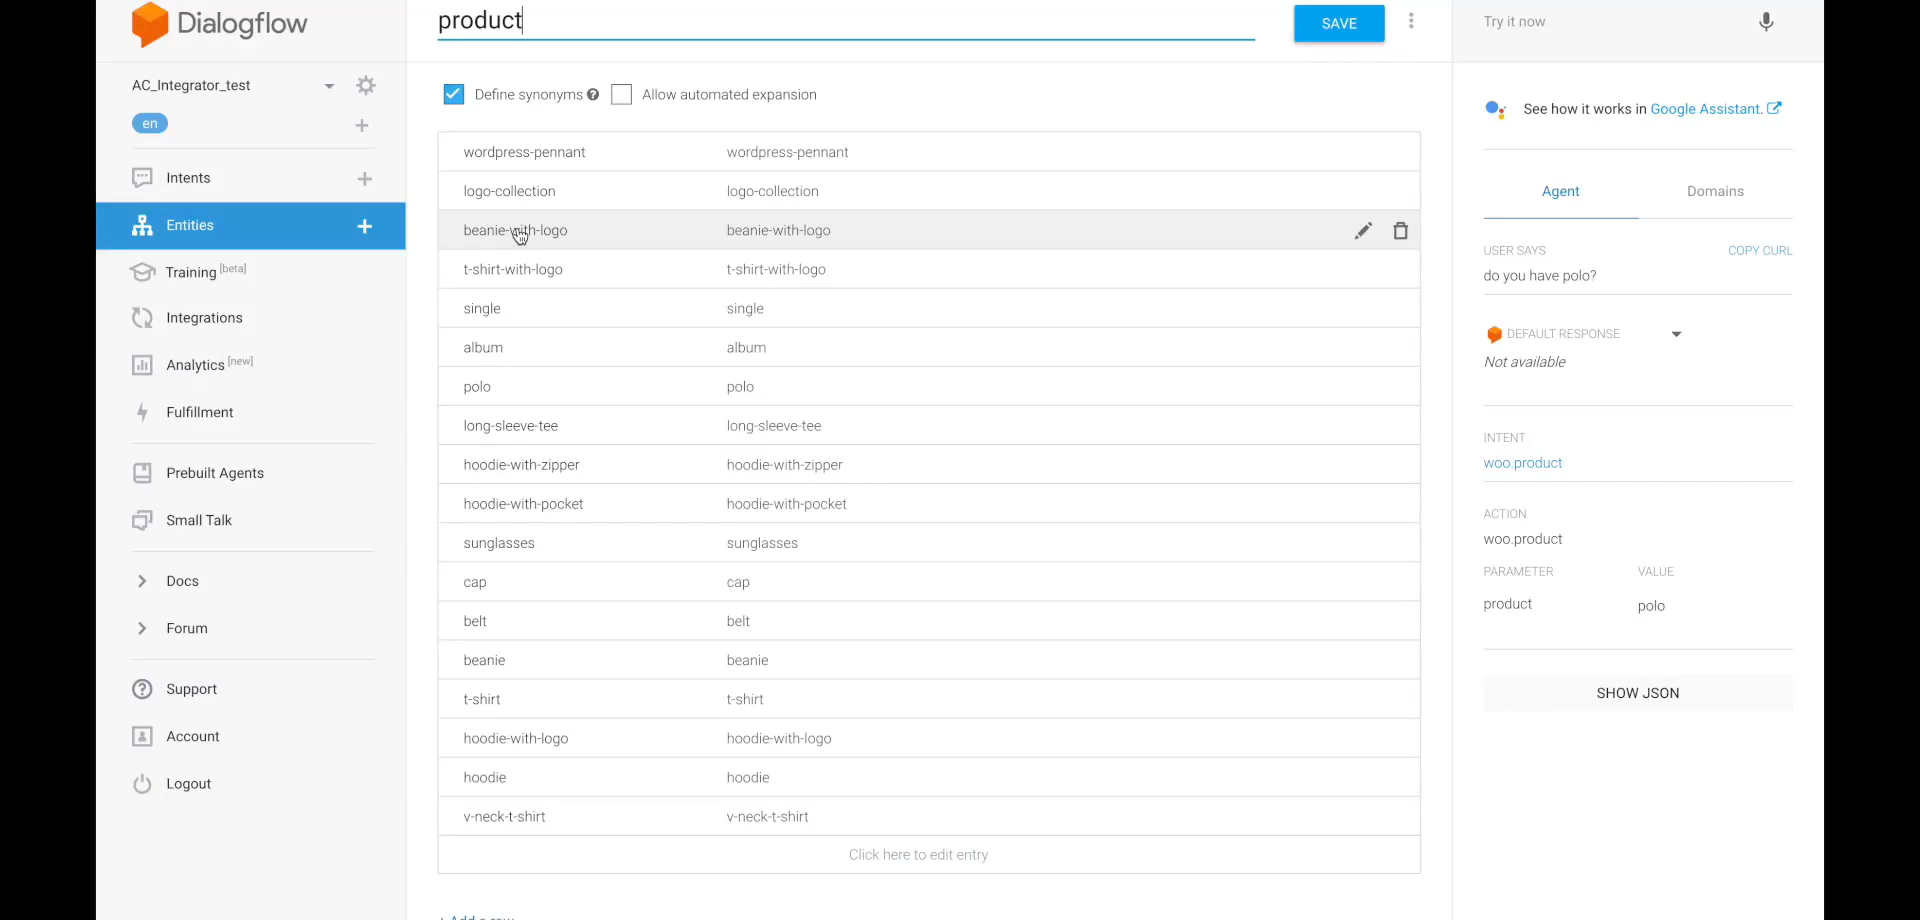 Dialogflow
product
SAVE
Try it now
AC_Integrator_test
en
Intents
Entities
Training [beta]
Integrations
Analytics [new]
Fulfillment
Prebuilt Agents
Small Talk
Docs
Forum
Support
Account
Logout
Define synonyms
Allow automated expansion
wordpress-pennant wordpress-pennant
logo-collection logo-collection
beanie-with-logo beanie-with-logo
t-shirt-with-logo t-shirt-with-logo
single single
album album
polo polo
long-sleeve-tee long-sleeve-tee
hoodie-with-zipper hoodie-with-zipper
hoodie-with-pocket hoodie-with-pocket
sunglasses sunglasses
cap cap
belt belt
beanie beanie
t-shirt t-shirt
hoodie-with-logo hoodie-with-logo
hoodie hoodie
v-neck-t-shirt v-neck-t-shirt
Click here to edit entry
+ Add a row
See how it works in Google Assistant.
Agent Domains
USER SAYS COPY CURL
do you have polo?
DEFAULT RESPONSE
Not available
INTENT
woo.product
ACTION
woo.product
PARAMETER VALUE
product polo
SHOW JSON